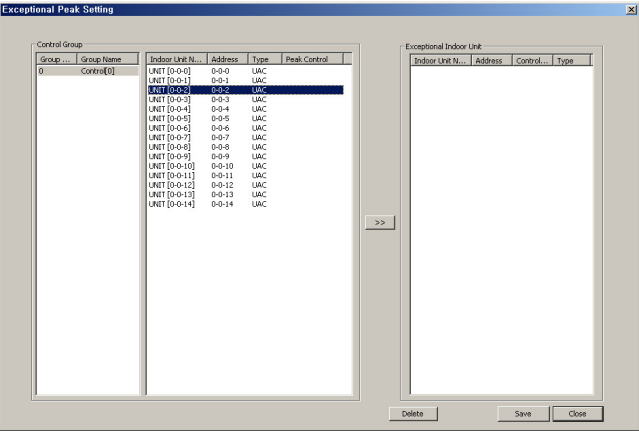 Exceptional Peak Setting
Control Group
Group ... Group Name
0 Control[0]
Indoor Unit N... Address Type Peak Control
UNIT [0-0-0] 0-0-0 UAC
UNIT [0-0-1] 0-0-1 UAC
UNIT [0-0-2] 0-0-2 UAC
UNIT [0-0-3] 0-0-3 UAC
UNIT [0-0-4] 0-0-4 UAC
UNIT [0-0-5] 0-0-5 UAC
UNIT [0-0-6] 0-0-6 UAC
UNIT [0-0-7] 0-0-7 UAC
UNIT [0-0-8] 0-0-8 UAC
UNIT [0-0-9] 0-0-9 UAC
UNIT [0-0-10] 0-0-10 UAC
UNIT [0-0-11] 0-0-11 UAC
UNIT [0-0-12] 0-0-12 UAC
UNIT [0-0-13] 0-0-13 UAC
UNIT [0-0-14] 0-0-14 UAC
>>
Exceptional Indoor Unit
Indoor Unit N... Address Control... Type
Delete Save Close